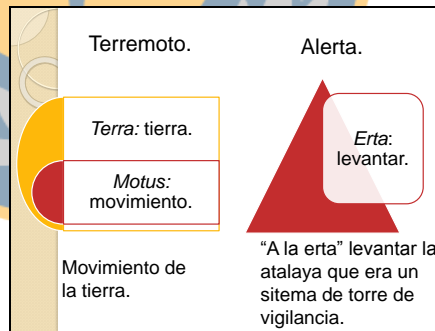 Terremoto.
Terra: tierra.
Motus:
movimiento.
Movimiento de
la tierra.
Alerta.
Erta:
levantar.
“A la erta” levantar la
atalaya que era un
sitema de torre de
vigilancia.